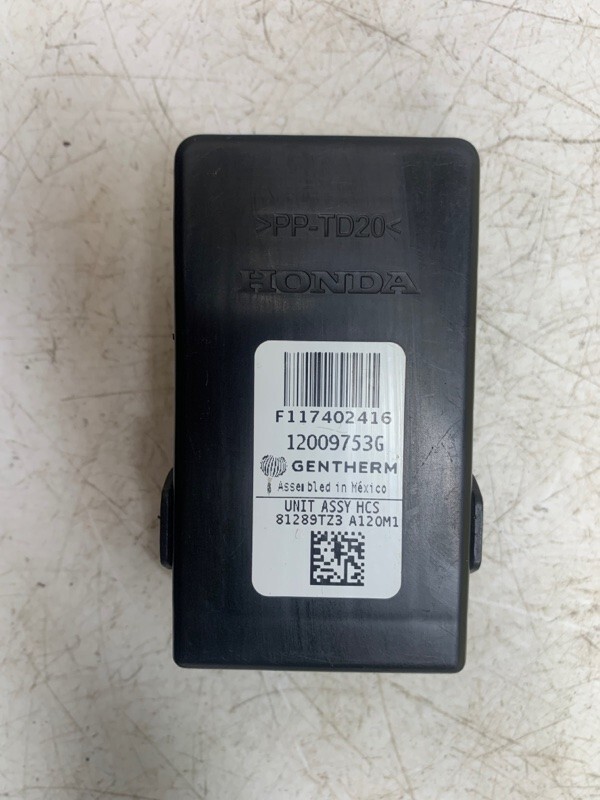 >PP-TD20<
HONDA
F117402416
12009753G
GENTHERM
Assembled in México
UNIT ASSY HCS
81289TZ3 A120M1